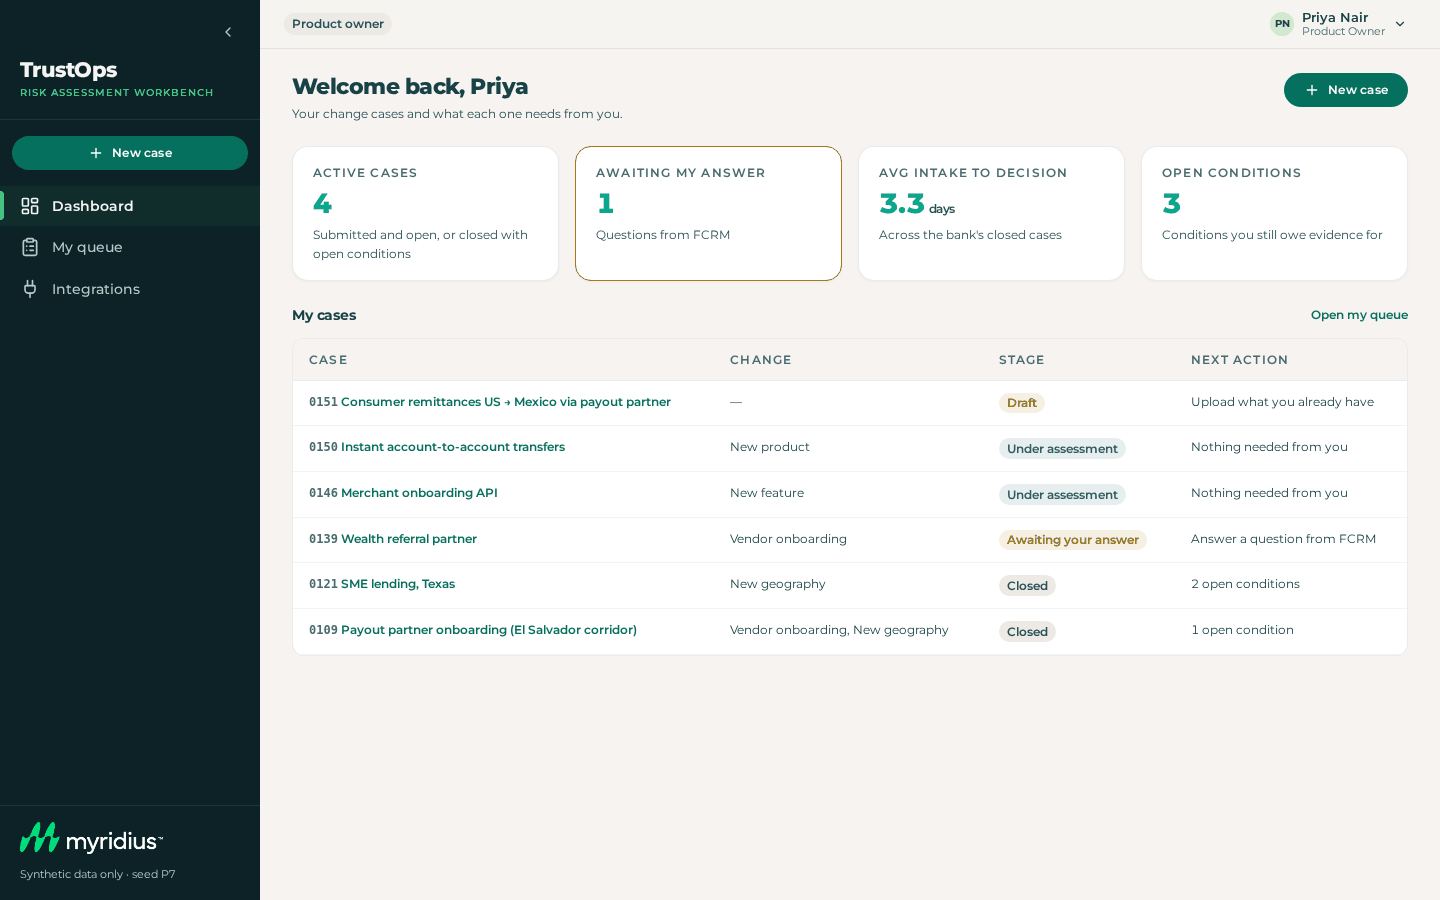 TrustOps
RISK ASSESSMENT WORKBENCH
New case
Dashboard
My queue
Integrations
myridius™
Synthetic data only · seed P7
Product owner
PN
Priya Nair
Product Owner
Welcome back, Priya
Your change cases and what each one needs from you.
New case
ACTIVE CASES
4
Submitted and open, or closed with
open conditions
AWAITING MY ANSWER
1
Questions from FCRM
AVG INTAKE TO DECISION
3.3 days
Across the bank's closed cases
OPEN CONDITIONS
3
Conditions you still owe evidence for
My cases
Open my queue
CASE CHANGE STAGE NEXT ACTION
0151 Consumer remittances US → Mexico via payout partner — Draft Upload what you already have
0150 Instant account-to-account transfers New product Under assessment Nothing needed from you
0146 Merchant onboarding API New feature Under assessment Nothing needed from you
0139 Wealth referral partner Vendor onboarding Awaiting your answer Answer a question from FCRM
0121 SME lending, Texas New geography Closed 2 open conditions
0109 Payout partner onboarding (El Salvador corridor) Vendor onboarding, New geography Closed 1 open condition